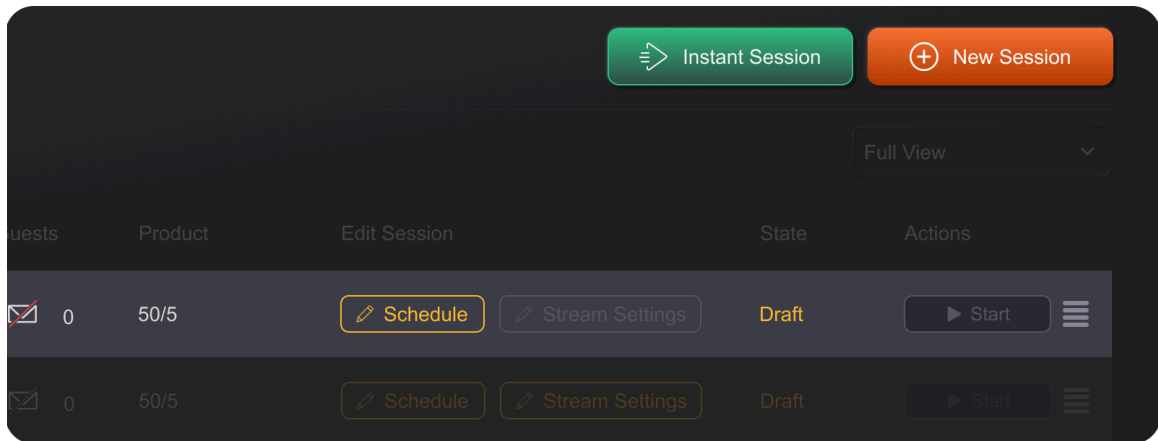 Instant Session New Session
Full View
uests Product Edit Session State Actions
0 50/5 Schedule Stream Settings Draft Start
0 50/5 Schedule Stream Settings Draft Start